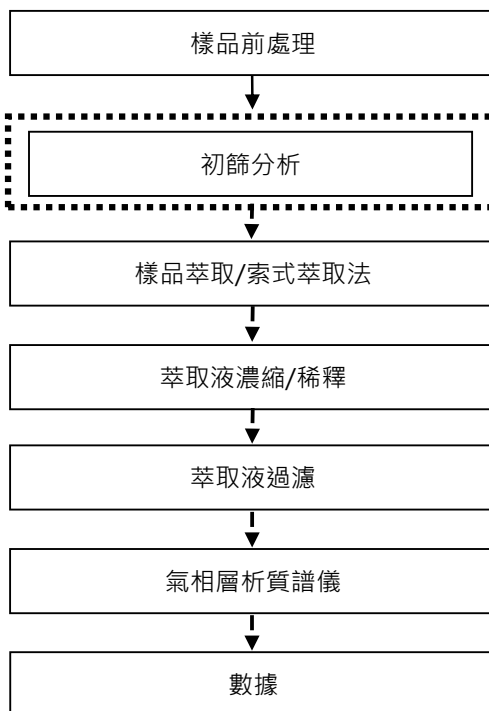 樣品前處理
初篩分析
樣品萃取/索式萃取法
萃取液濃縮/稀釋
萃取液過濾
氣相層析質譜儀
數據